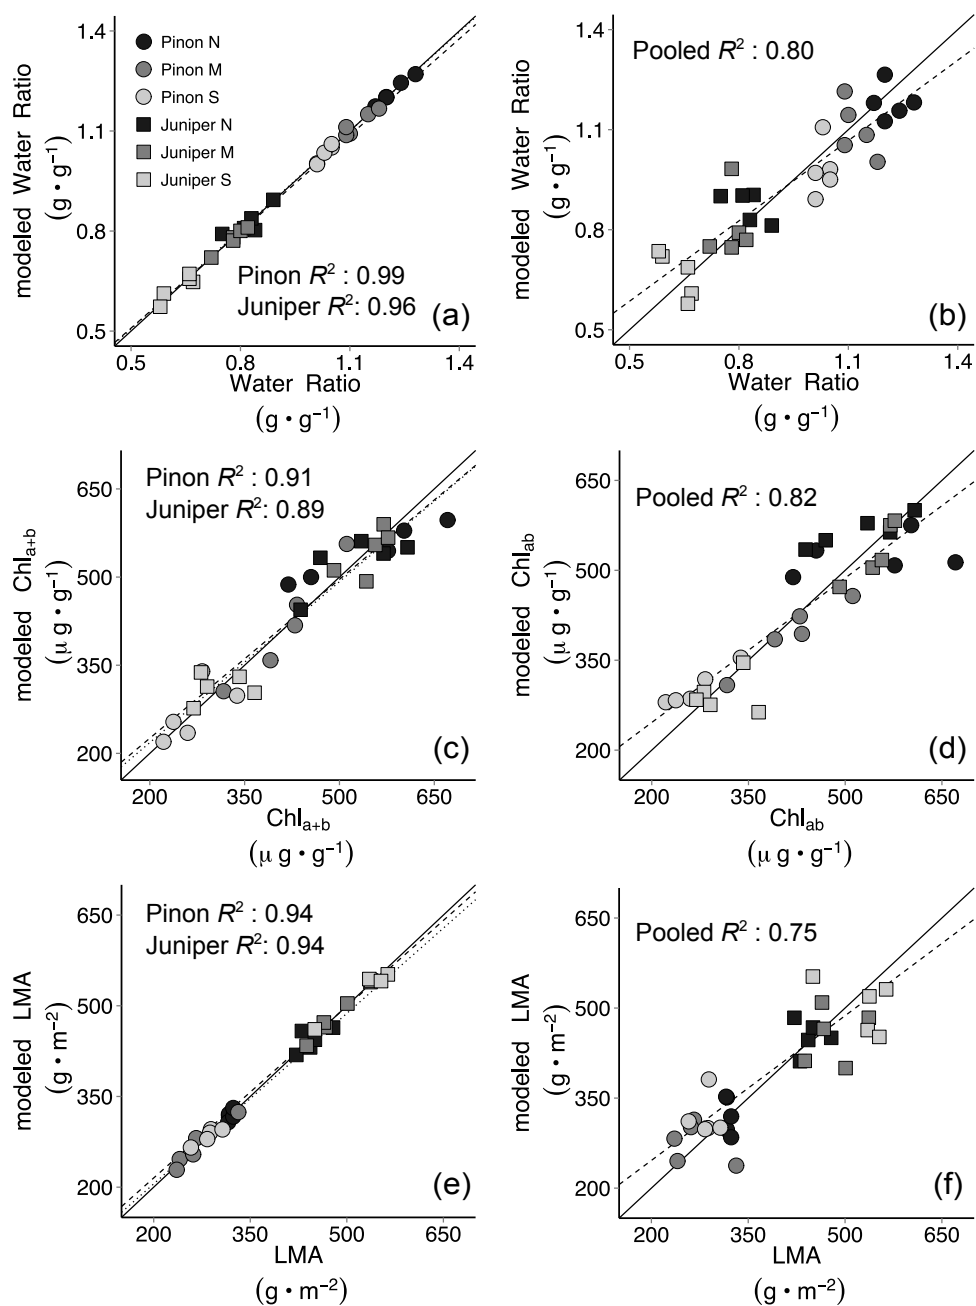 1.4
1.1
0.8
0.5
modeled Water Ratio
(g • g⁻¹)
Pinon N
Pinon M
Pinon S
Juniper N
Juniper M
Juniper S
Pinon R² : 0.99
Juniper R²: 0.96
(a)
0.5 0.8 1.1 1.4
Water Ratio
(g • g⁻¹)
1.4
1.1
0.8
0.5
modeled Water Ratio
(g • g⁻¹)
Pooled R² : 0.80
(b)
0.5 0.8 1.1 1.4
Water Ratio
(g • g⁻¹)
650
500
350
200
modeled Chlₐ₊b
(μ g • g⁻¹)
Pinon R² : 0.91
Juniper R²: 0.89
(c)
200 350 500 650
Chlₐ₊b
(μ g • g⁻¹)
650
500
350
200
modeled Chlab
(μ g • g⁻¹)
Pooled R² : 0.82
(d)
200 350 500 650
Chlab
(μ g • g⁻¹)
650
500
350
200
modeled LMA
(g • m⁻²)
Pinon R² : 0.94
Juniper R²: 0.94
(e)
200 350 500 650
LMA
(g • m⁻²)
650
500
350
200
modeled LMA
(g • m⁻²)
Pooled R² : 0.75
(f)
200 350 500 650
LMA
(g • m⁻²)